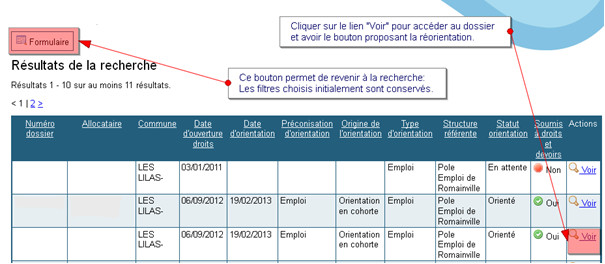 Formulaire
Cliquer sur le lien "Voir" pour accéder au dossier
et avoir le bouton proposant la réorientation.
Résultats de la recherche
Ce bouton permet de revenir à la recherche:
Les filtres choisis initialement sont conservés.
Résultats 1 - 10 sur au moins 11 résultats.
< 1 | 2 >
Numéro dossier Allocataire Commune Date d'ouverture droits Date d'orientation Préconisation d'orientation Origine de l'orientation Type d'orientation Structure référente Statut orientation Soumis à droits et devoirs Actions
LES LILAS- 03/01/2011 Emploi Pole Emploi de Romainville En attente Non Voir
LES LILAS- 06/09/2012 19/02/2013 Emploi Orientation en cohorte Emploi Pole Emploi de Romainville Orienté Oui Voir
LES LILAS- 06/09/2012 19/02/2013 Emploi Orientation en cohorte Emploi Pole Emploi de Romainville Orienté Oui Voir